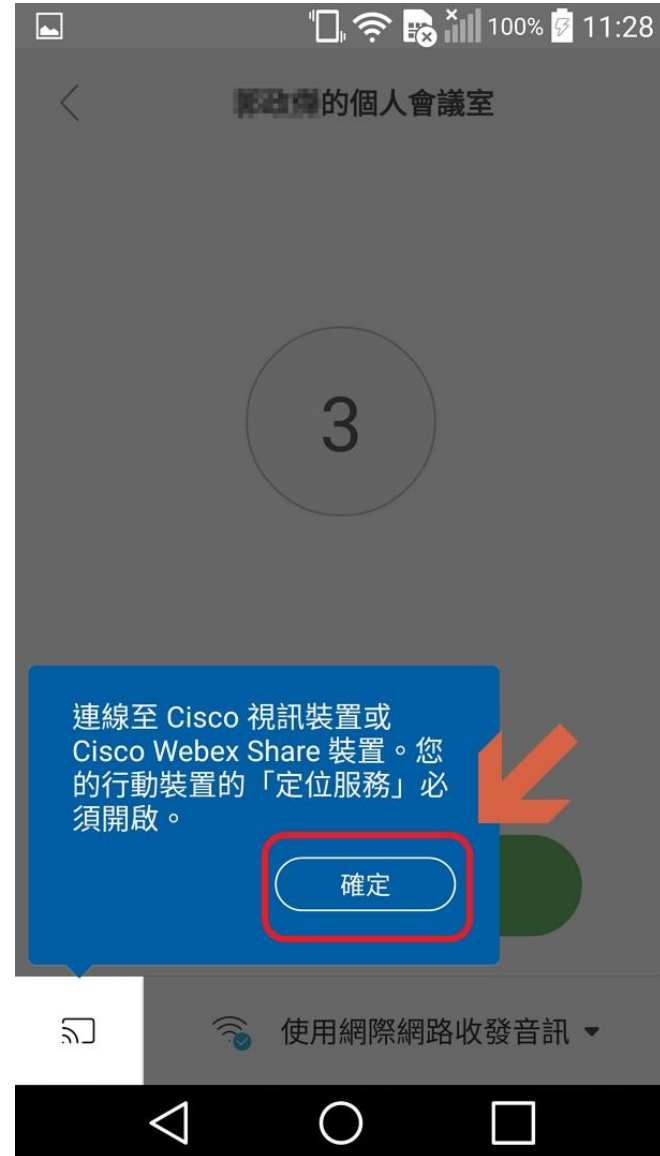 100% 11:28
的個人會議室
3
連線至 Cisco 視訊裝置或
Cisco Webex Share 裝置。您
的行動裝置的「定位服務」必
須開啟。
確定
使用網際網路收發音訊